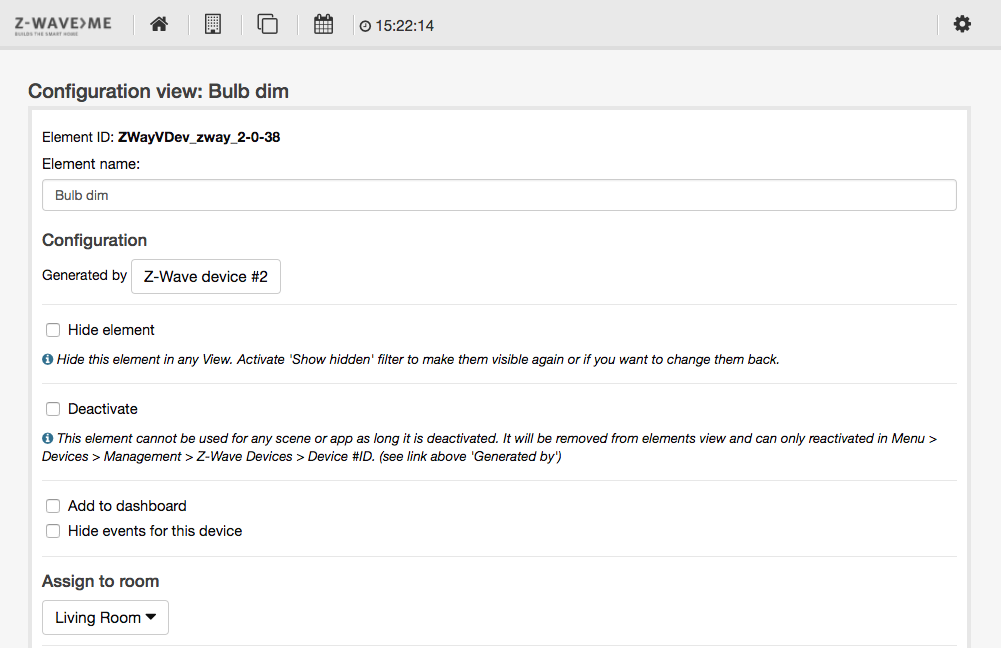 Z-WAVE>ME
BUILDS THE SMART HOME
15:22:14
Configuration view: Bulb dim
Element ID: ZWayVDev_zway_2-0-38
Element name:
Bulb dim
Configuration
Generated by Z-Wave device #2
Hide element
Hide this element in any View. Activate 'Show hidden' filter to make them visible again or if you want to change them back.
Deactivate
This element cannot be used for any scene or app as long it is deactivated. It will be removed from elements view and can only reactivated in Menu >
Devices > Management > Z-Wave Devices > Device #ID. (see link above 'Generated by')
Add to dashboard
Hide events for this device
Assign to room
Living Room